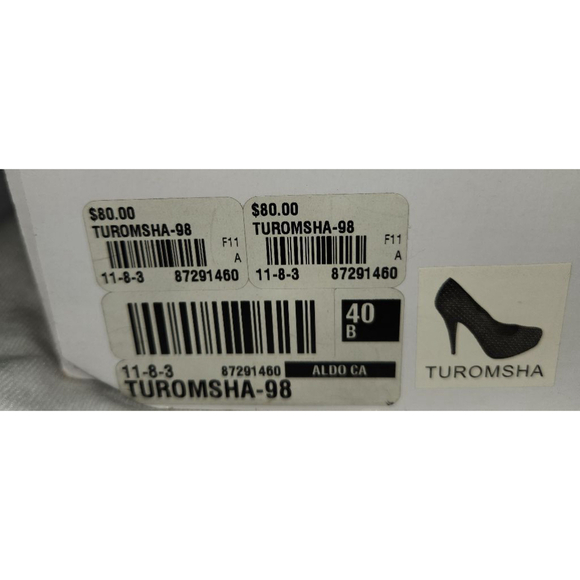 $80.00
TUROMSHA-98
F11
A
11-8-3 87291460
$80.00
TUROMSHA-98
F11
A
11-8-3 87291460
40
B
11-8-3 87291460 ALDO CA
TUROMSHA-98
TUROMSHA